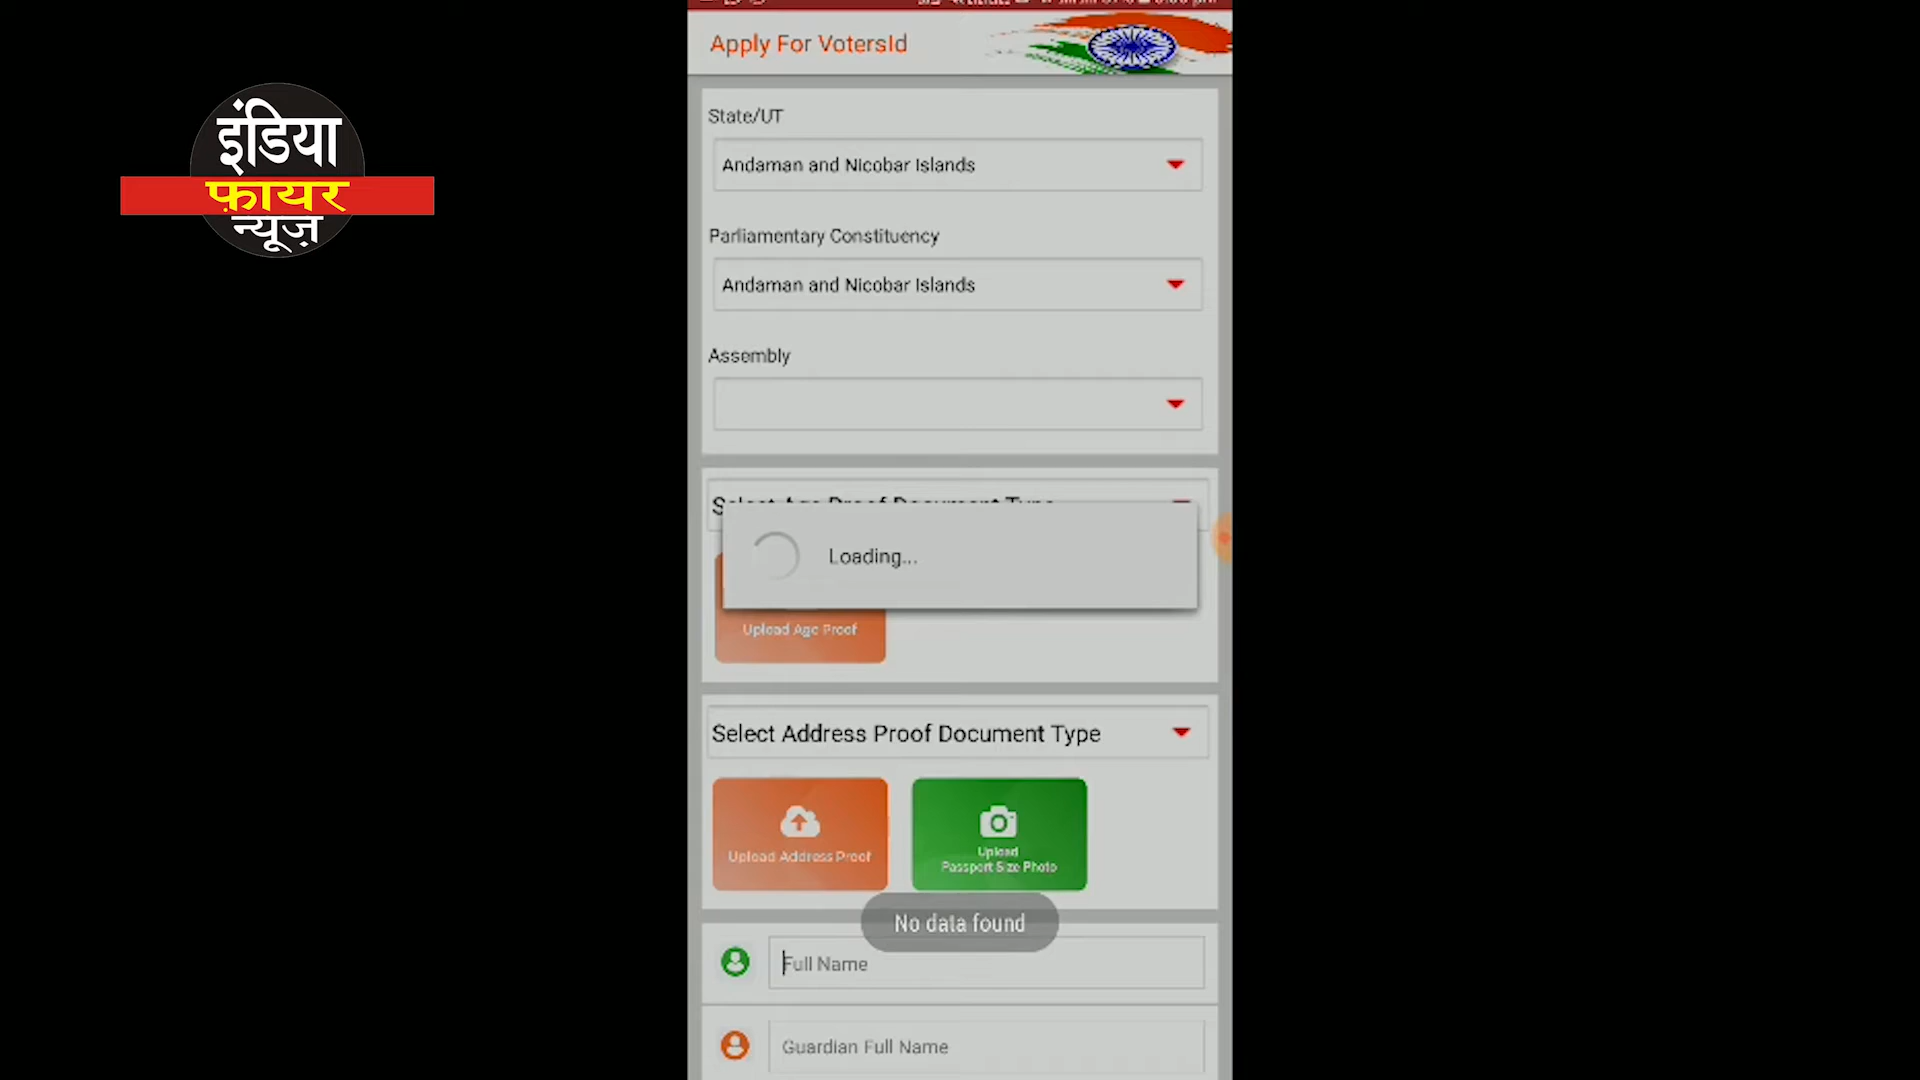 इंडिया
फ़ायर
न्यूज़
Apply For VotersId
State/UT
Andaman and Nicobar Islands
Parliamentary Constituency
Andaman and Nicobar Islands
Assembly
Select Age Proof Document Type
Loading...
Upload Age Proof
Select Address Proof Document Type
Upload Address Proof
Upload
Passport Size Photo
No data found
Full Name
Guardian Full Name